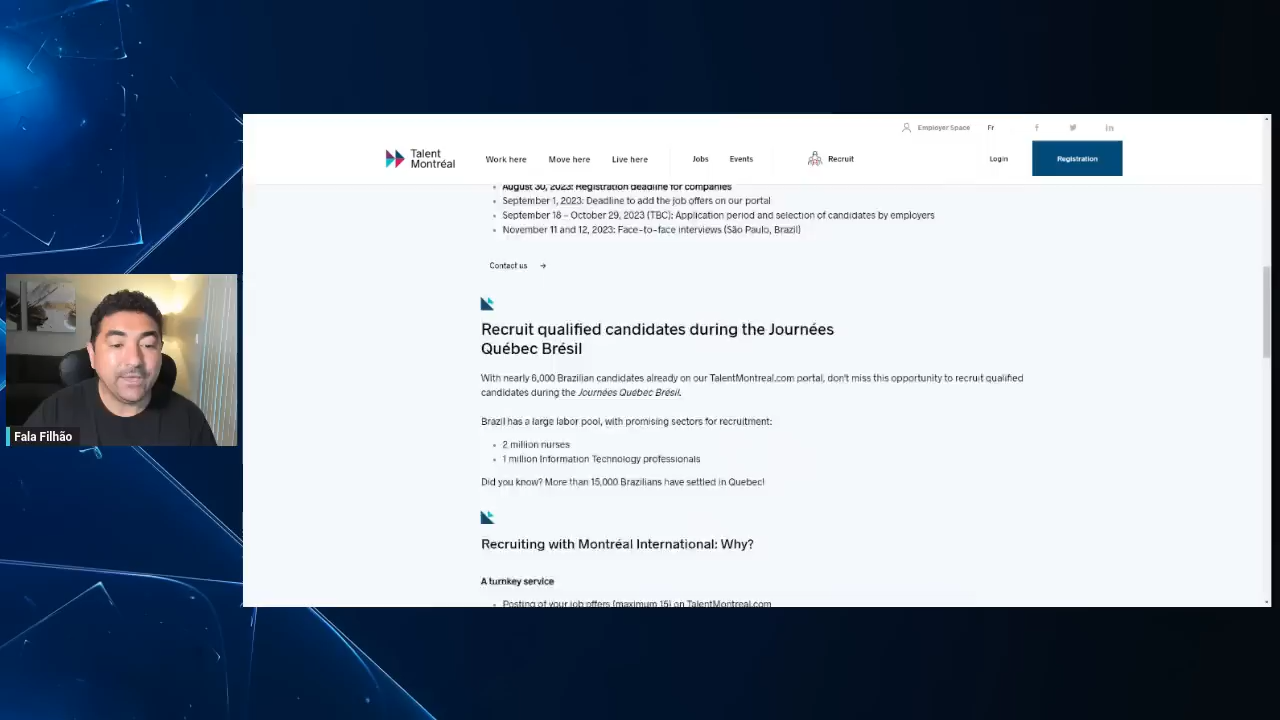 Employer Space
Fr
Talent
Montréal
Work here
Move here
Live here
Jobs
Events
Recruit
Login
Registration
August 30, 2023: Registration deadline for companies
September 1, 2023: Deadline to add the job offers on our portal
September 18 – October 29, 2023 (TBC): Application period and selection of candidates by employers
November 11 and 12, 2023: Face-to-face interviews (São Paulo, Brazil)
Contact us
Recruit qualified candidates during the Journées
Québec Brésil
With nearly 6,000 Brazilian candidates already on our TalentMontreal.com portal, don't miss this opportunity to recruit qualified
candidates during the Journées Québec Brésil.
Brazil has a large labor pool, with promising sectors for recruitment:
2 million nurses
1 million Information Technology professionals
Did you know? More than 15,000 Brazilians have settled in Quebec!
Recruiting with Montréal International: Why?
A turnkey service
Posting of your job offers (maximum 15) on TalentMontreal.com
Fala Filhão